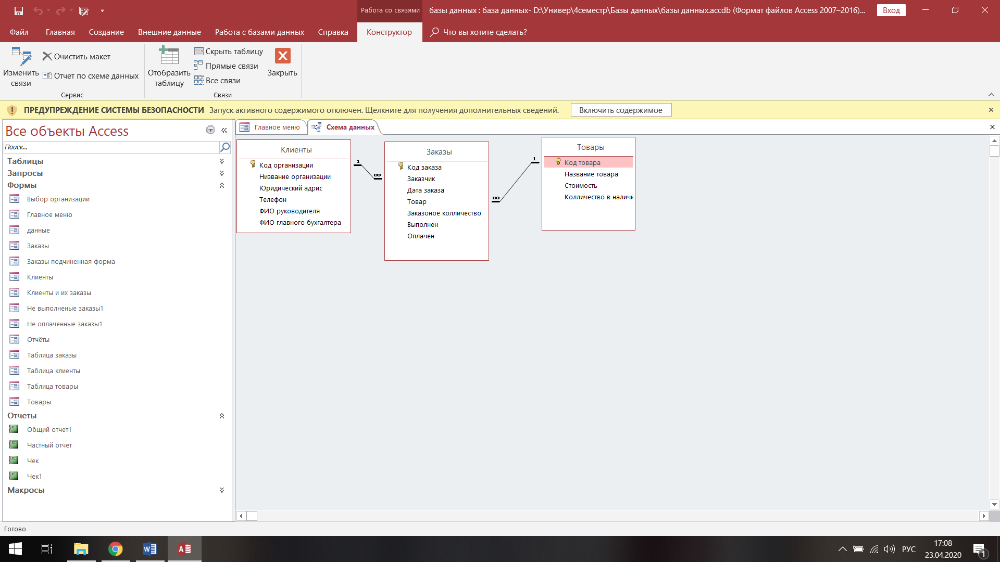 Работа со связями
базы данных : база данных- D:\Универ\4семестр\Базы данных\базы данных.accdb (Формат файлов Access 2007–2016)...
Вход
Файл
Главная
Создание
Внешние данные
Работа с базами данных
Справка
Конструктор
Что вы хотите сделать?
Изменить
связи
Очистить макет
Отчет по схеме данных
Сервис
Отобразить
таблицу
Скрыть таблицу
Прямые связи
Все связи
Связи
Закрыть
ПРЕДУПРЕЖДЕНИЕ СИСТЕМЫ БЕЗОПАСНОСТИ Запуск активного содержимого отключен. Щелкните для получения дополнительных сведений.
Включить содержимое
Все объекты Access
Поиск...
Таблицы
Запросы
Формы
Выбор организации
Главное меню
данные
Заказы
Заказы подчиненная форма
Клиенты
Клиенты и их заказы
Не выполненые заказы1
Не оплаченные заказы1
Отчёты
Таблица заказы
Таблица клиенты
Таблица товары
Товары
Отчеты
Общий отчет1
Частный отчет
Чек
Чек1
Макросы
Главное меню
Схема данных
Клиенты
Код организации
Низвание организации
Юридический адрис
Телефон
ФИО руководителя
ФИО главного бухгалтера
1
∞
Заказы
Код заказа
Заказчик
Дата заказа
Товар
Заказоное колличество
Выполнен
Оплачен
1
∞
Товары
Код товара
Название товара
Стоимость
Колличество в наличи
Готово
РУС
17:08
23.04.2020
1